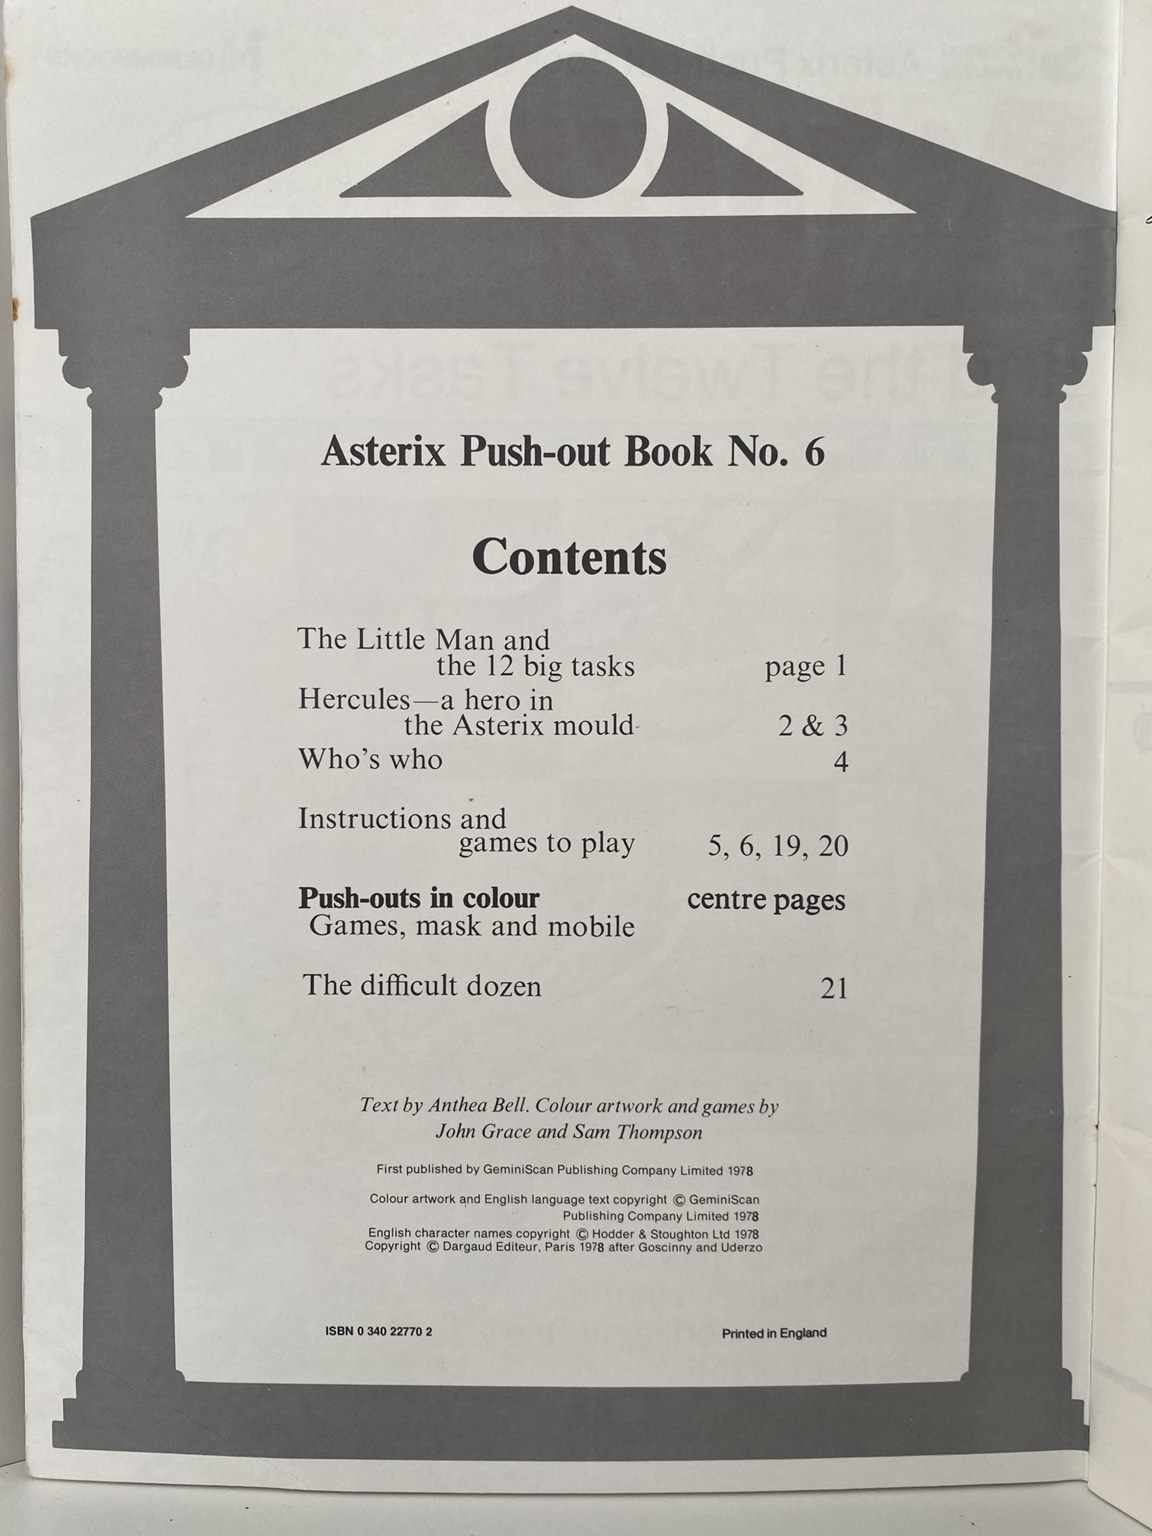 Asterix Push-out Book No. 6
Contents
The Little Man and
the 12 big tasks page 1
Hercules—a hero in
the Asterix mould 2 & 3
Who's who 4
Instructions and
games to play 5, 6, 19, 20
Push-outs in colour centre pages
Games, mask and mobile
The difficult dozen 21
Text by Anthea Bell. Colour artwork and games by
John Grace and Sam Thompson
First published by GeminiScan Publishing Company Limited 1978
Colour artwork and English language text copyright © GeminiScan
Publishing Company Limited 1978
English character names copyright © Hodder & Stoughton Ltd 1978
Copyright © Dargaud Editeur, Paris 1978 after Goscinny and Uderzo
ISBN 0 340 22770 2 Printed in England